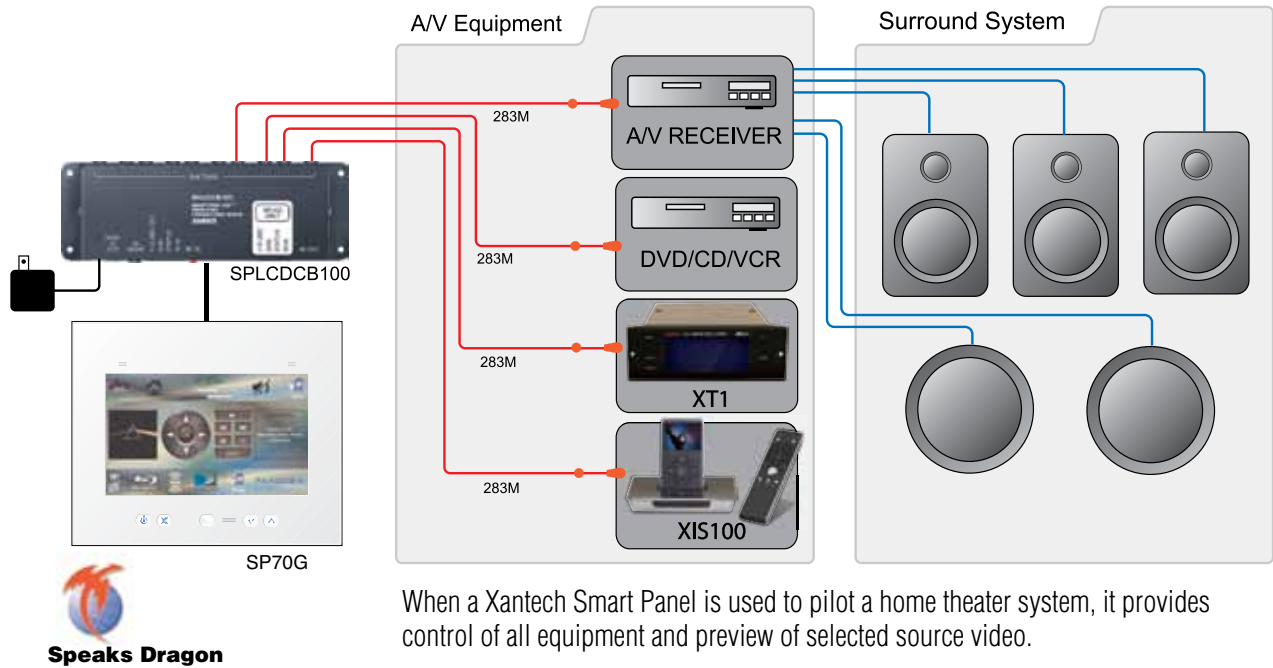 A/V Equipment
Surround System
283M
A/V RECEIVER
SPLCDCB100
283M
DVD/CD/VCR
283M
XT1
283M
XIS100
SP70G
Speaks Dragon
When a Xantech Smart Panel is used to pilot a home theater system, it provides
control of all equipment and preview of selected source video.